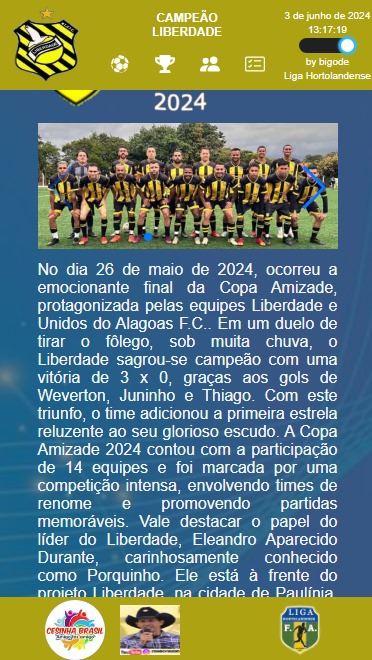 CAMPEÃO
LIBERDADE
3 de junho de 2024
13:17:19
by bigode
Liga Hortolandense
LIBERDADE
2024
No dia 26 de maio de 2024, ocorreu a
emocionante final da Copa Amizade,
protagonizada pelas equipes Liberdade e
Unidos do Alagoas F.C.. Em um duelo de
tirar o fôlego, sob muita chuva, o
Liberdade sagrou-se campeão com uma
vitória de 3 x 0, graças aos gols de
Weverton, Juninho e Thiago. Com este
triunfo, o time adicionou a primeira estrela
reluzente ao seu glorioso escudo. A Copa
Amizade 2024 contou com a participação
de 14 equipes e foi marcada por uma
competição intensa, envolvendo times de
renome e promovendo partidas
memoráveis. Vale destacar o papel do
líder do Liberdade, Eleandro Aparecido
Durante, carinhosamente conhecido
como Porquinho. Ele está à frente do
projeto Liberdade, na cidade de Paulínia,
CESINHA BRASIL
LIGA
HORTOLANDENSE
F. A.